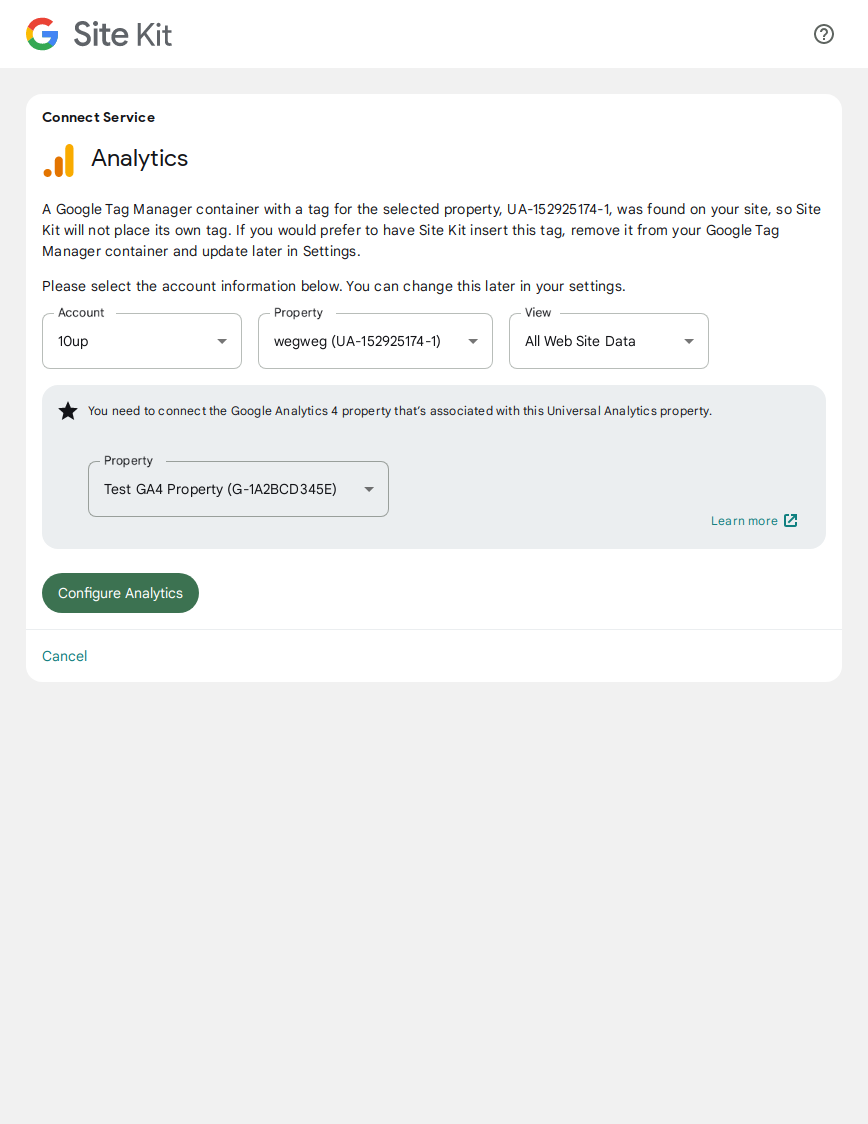 Site Kit
Connect Service
Analytics
A Google Tag Manager container with a tag for the selected property, UA-152925174-1, was found on your site, so Site
Kit will not place its own tag. If you would prefer to have Site Kit insert this tag, remove it from your Google Tag
Manager container and update later in Settings.
Please select the account information below. You can change this later in your settings.
Account Property View
10up wegweg (UA-152925174-1) All Web Site Data
You need to connect the Google Analytics 4 property that’s associated with this Universal Analytics property.
Property
Test GA4 Property (G-1A2BCD345E)
Learn more
Configure Analytics
Cancel